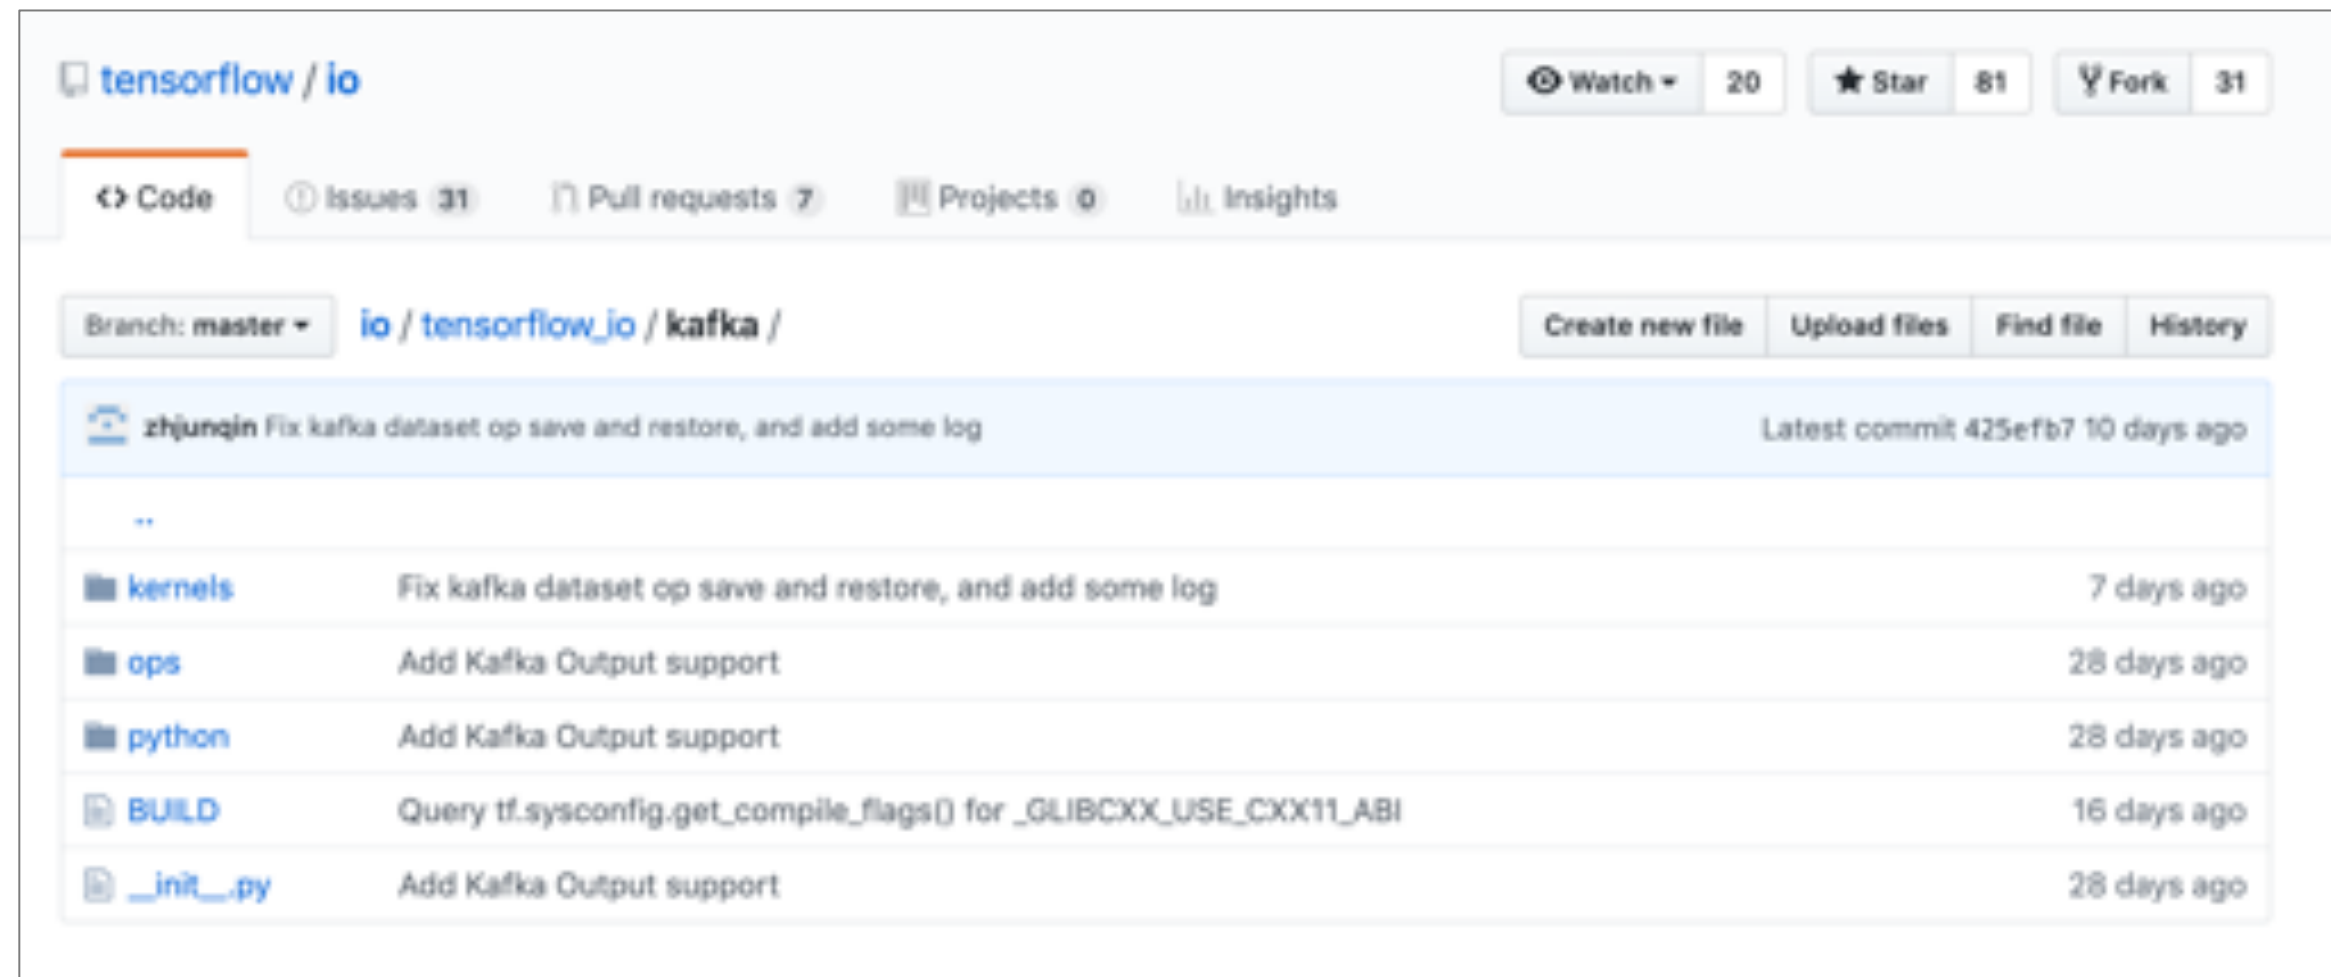 tensorflow / io Watch 20 Star 81 Fork 31
Code Issues 31 Pull requests 7 Projects 0 Insights
Branch: master io / tensorflow_io / kafka / Create new file Upload files Find file History
zhjunqin Fix kafka dataset op save and restore, and add some log Latest commit 425efb7 10 days ago
..
kernels Fix kafka dataset op save and restore, and add some log 7 days ago
ops Add Kafka Output support 28 days ago
python Add Kafka Output support 28 days ago
BUILD Query tf.sysconfig.get_compile_flags() for _GLIBCXX_USE_CXX11_ABI 16 days ago
__init__.py Add Kafka Output support 28 days ago